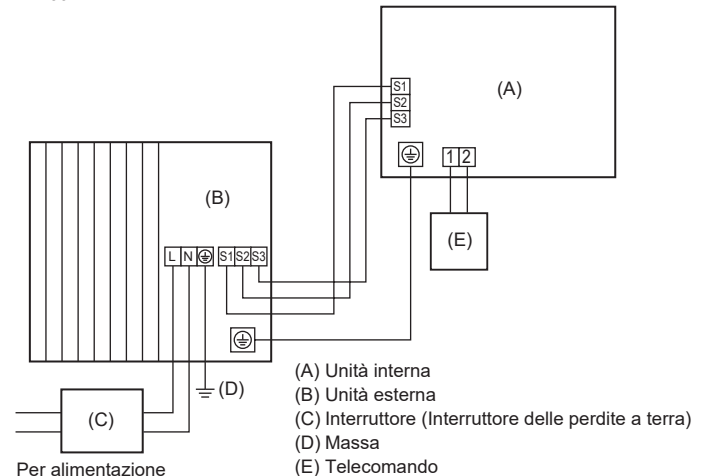 S1
S2
S3
(A)
1 2
(E)
(B)
L N S1 S2 S3
(D)
(C)
Per alimentazione
(A) Unità interna
(B) Unità esterna
(C) Interruttore (Interruttore delle perdite a terra)
(D) Massa
(E) Telecomando